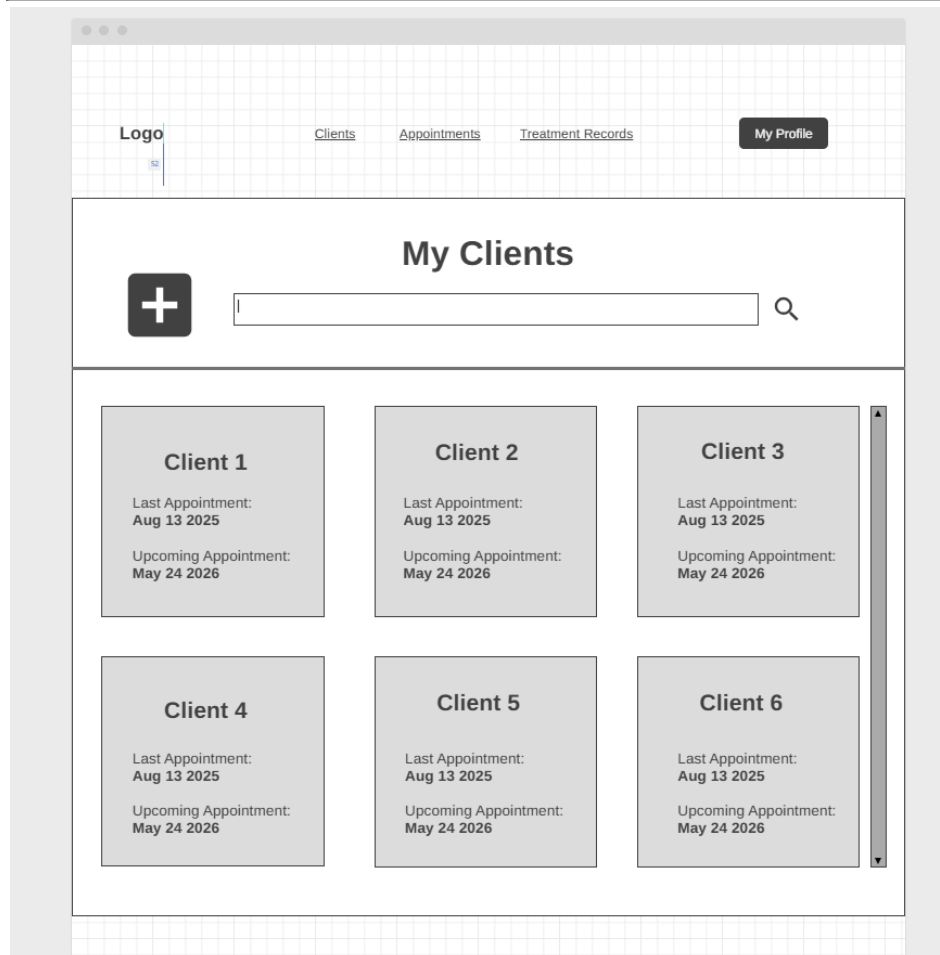 Logo
Clients
Appointments
Treatment Records
My Profile
52
My Clients
Client 1
Last Appointment:
Aug 13 2025
Upcoming Appointment:
May 24 2026
Client 2
Last Appointment:
Aug 13 2025
Upcoming Appointment:
May 24 2026
Client 3
Last Appointment:
Aug 13 2025
Upcoming Appointment:
May 24 2026
Client 4
Last Appointment:
Aug 13 2025
Upcoming Appointment:
May 24 2026
Client 5
Last Appointment:
Aug 13 2025
Upcoming Appointment:
May 24 2026
Client 6
Last Appointment:
Aug 13 2025
Upcoming Appointment:
May 24 2026